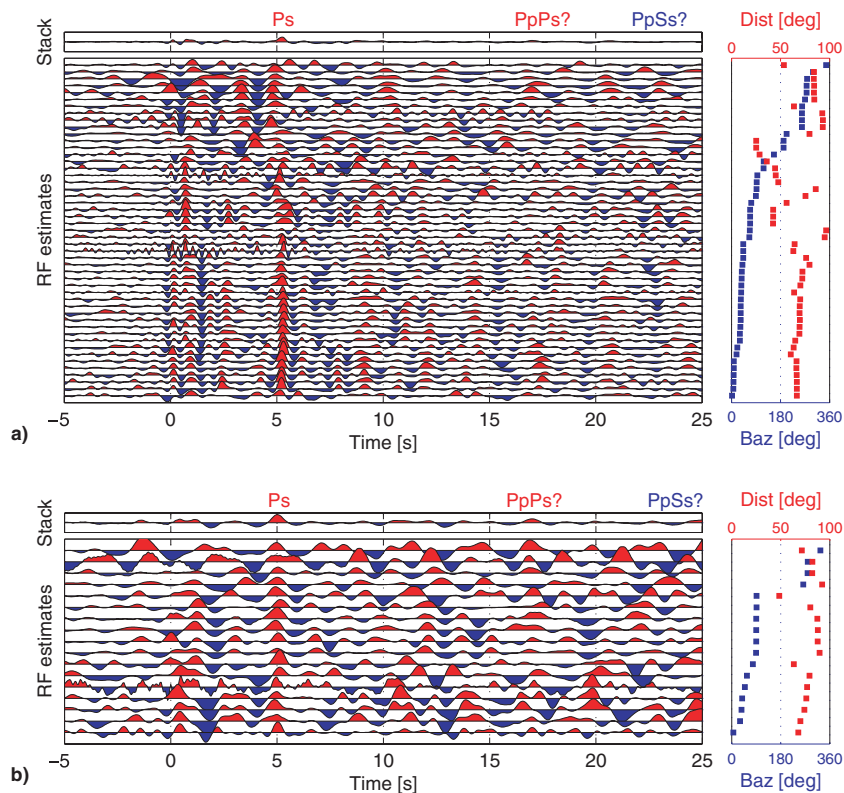 Ps PpPs? PpSs? Dist [deg]
0 50 100
Stack
RF estimates
−5 0 5 10 15 20 25
0 180 360
a) Time [s] Baz [deg]
Ps PpPs? PpSs? Dist [deg]
0 50 100
Stack
RF estimates
−5 0 5 10 15 20 25
0 180 360
b) Time [s] Baz [deg]